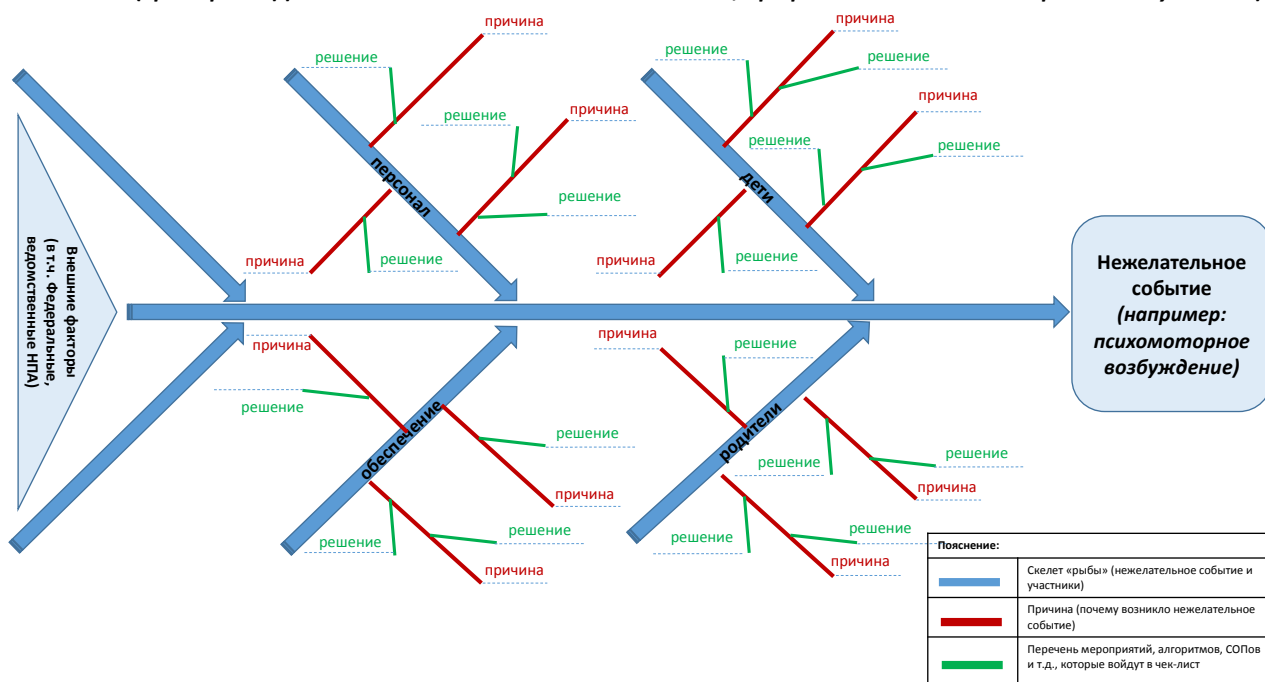 причина
причина
решение
решение
решение
причина
причина
решение
решение
решение
персонал
дети
решение
причина
решение
причина
решение
Внешние факторы
(в т.ч. Федеральные,
ведомственные НПА)
Нежелательное
событие
(например:
психомоторное
возбуждение)
причина
причина
решение
решение
обеспечение
родители
решение
решение
решение
причина
причина
решение
решение
решение
решение
причина
причина
Пояснение:
Скелет «рыбы» (нежелательное событие и
участники)
Причина (почему возникло нежелательное
событие)
Перечень мероприятий, алгоритмов, СОПов
и т.д., которые войдут в чек-лист